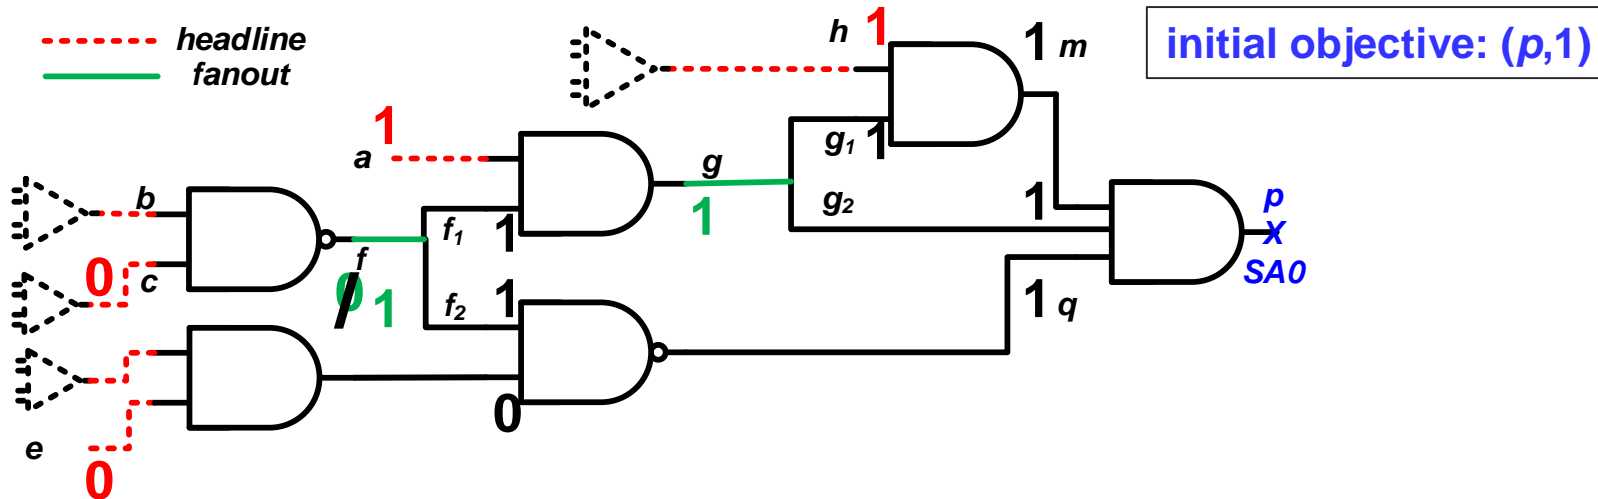 headline
fanout
initial objective: (p,1)
h 1
1 m
1
a
g
g1 1
b
f1 1
1
g2
1
p
X
SA0
0 c
f
0 1
f2 1
1 q
0
e
0